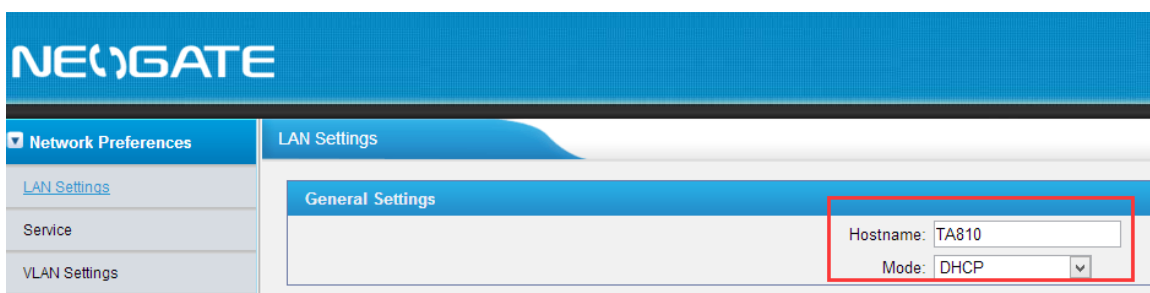 NEOGATE
Network Preferences
LAN Settings
LAN Settings
General Settings
Service
Hostname: TA810
VLAN Settings
Mode: DHCP